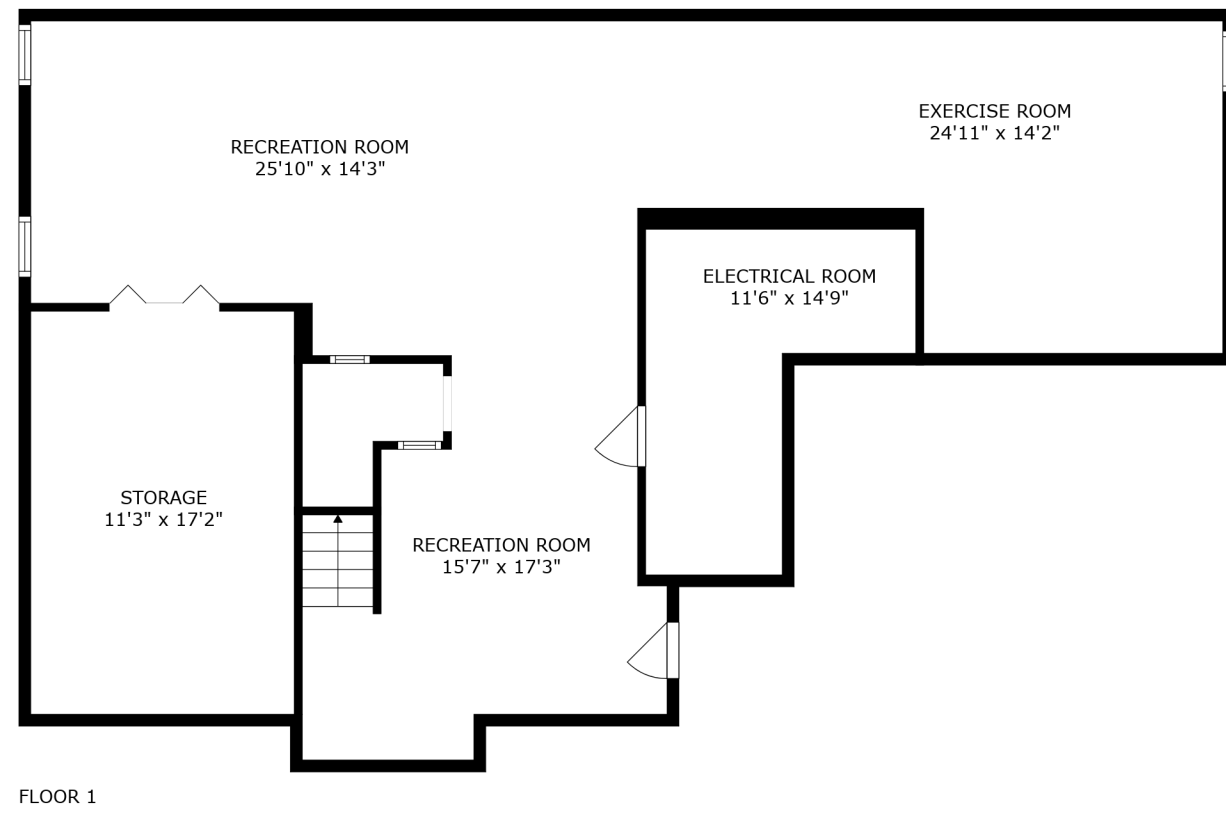 EXERCISE ROOM
24'11" x 14'2"
RECREATION ROOM
25'10" x 14'3"
ELECTRICAL ROOM
11'6" x 14'9"
STORAGE
11'3" x 17'2"
RECREATION ROOM
15'7" x 17'3"
FLOOR 1